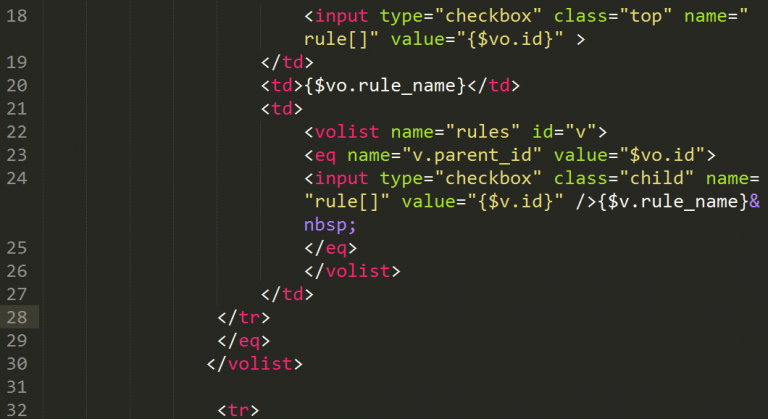 18 <input type="checkbox" class="top" name="
rule[]" value="{$vo.id}" >
19 </td>
20 <td>{$vo.rule_name}</td>
21 <td>
22 <volist name="rules" id="v">
23 <eq name="v.parent_id" value="$vo.id">
24 <input type="checkbox" class="child" name=
"rule[]" value="{$v.id}" />{$v.rule_name}&
nbsp;
25 </eq>
26 </volist>
27 </td>
28 </tr>
29 </eq>
30 </volist>
31
32 <tr>